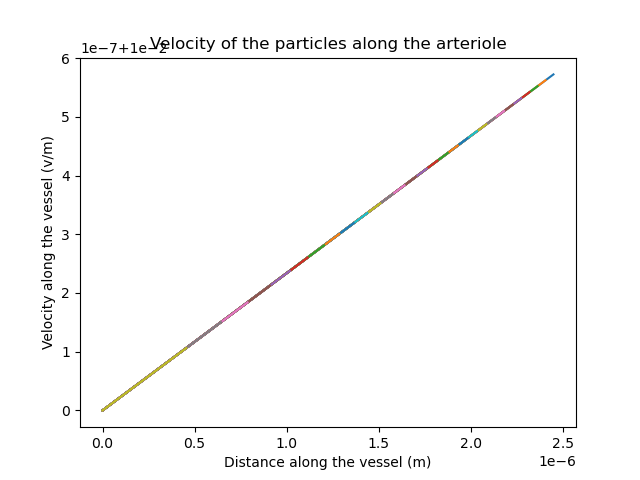 Velocity of the particles along the arteriole
1e−7+1e−2
6
5
4
3
2
1
0
Velocity along the vessel (v/m)
0.0 0.5 1.0 1.5 2.0 2.5
1e−6
Distance along the vessel (m)